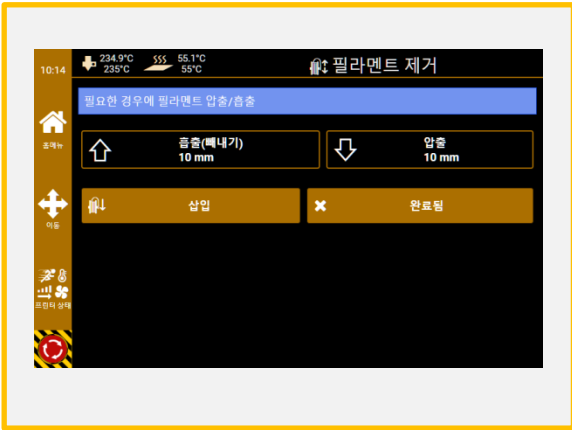 10:14
234.9°C
235°C
55.1°C
55°C
필라멘트 제거
필요한 경우에 필라멘트 압출/흡출
홈메뉴
흡출(빼내기)
10 mm
압출
10 mm
삽입
완료됨
이동
프린터 상태